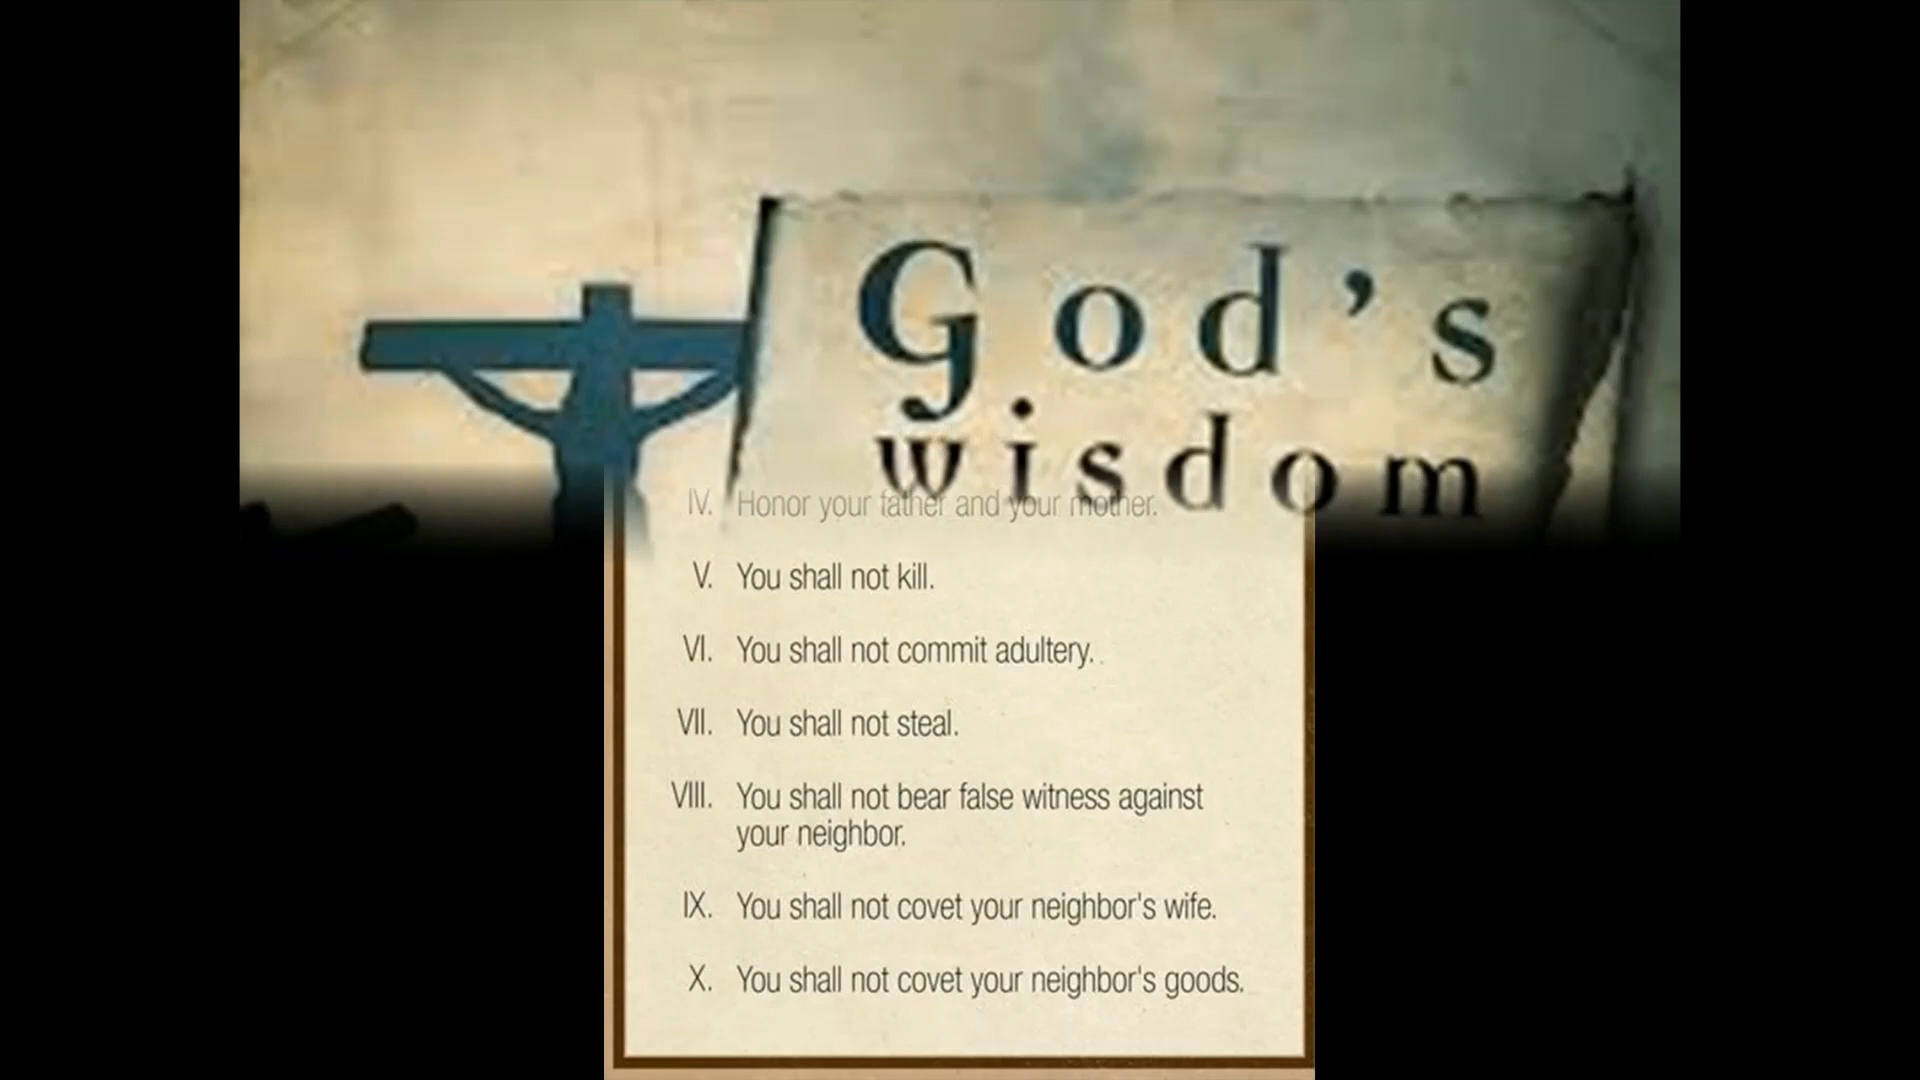 God's
wisdom
IV. Honor your father and your mother.
V. You shall not kill.
VI. You shall not commit adultery.
VII. You shall not steal.
VIII. You shall not bear false witness against
your neighbor.
IX. You shall not covet your neighbor's wife.
X. You shall not covet your neighbor's goods.